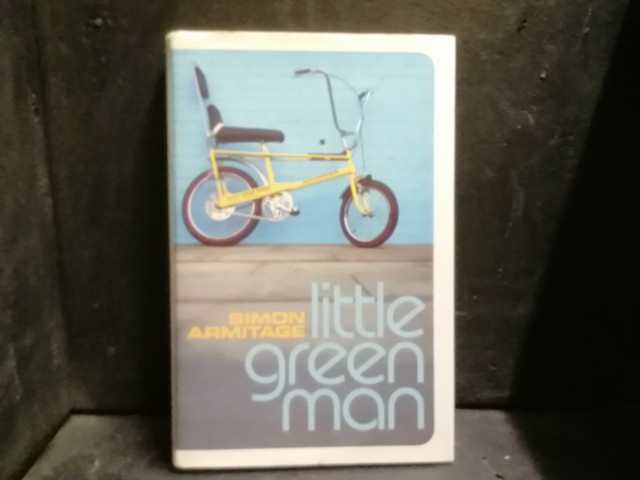 SIMON
ARMITAGE
little
green
man